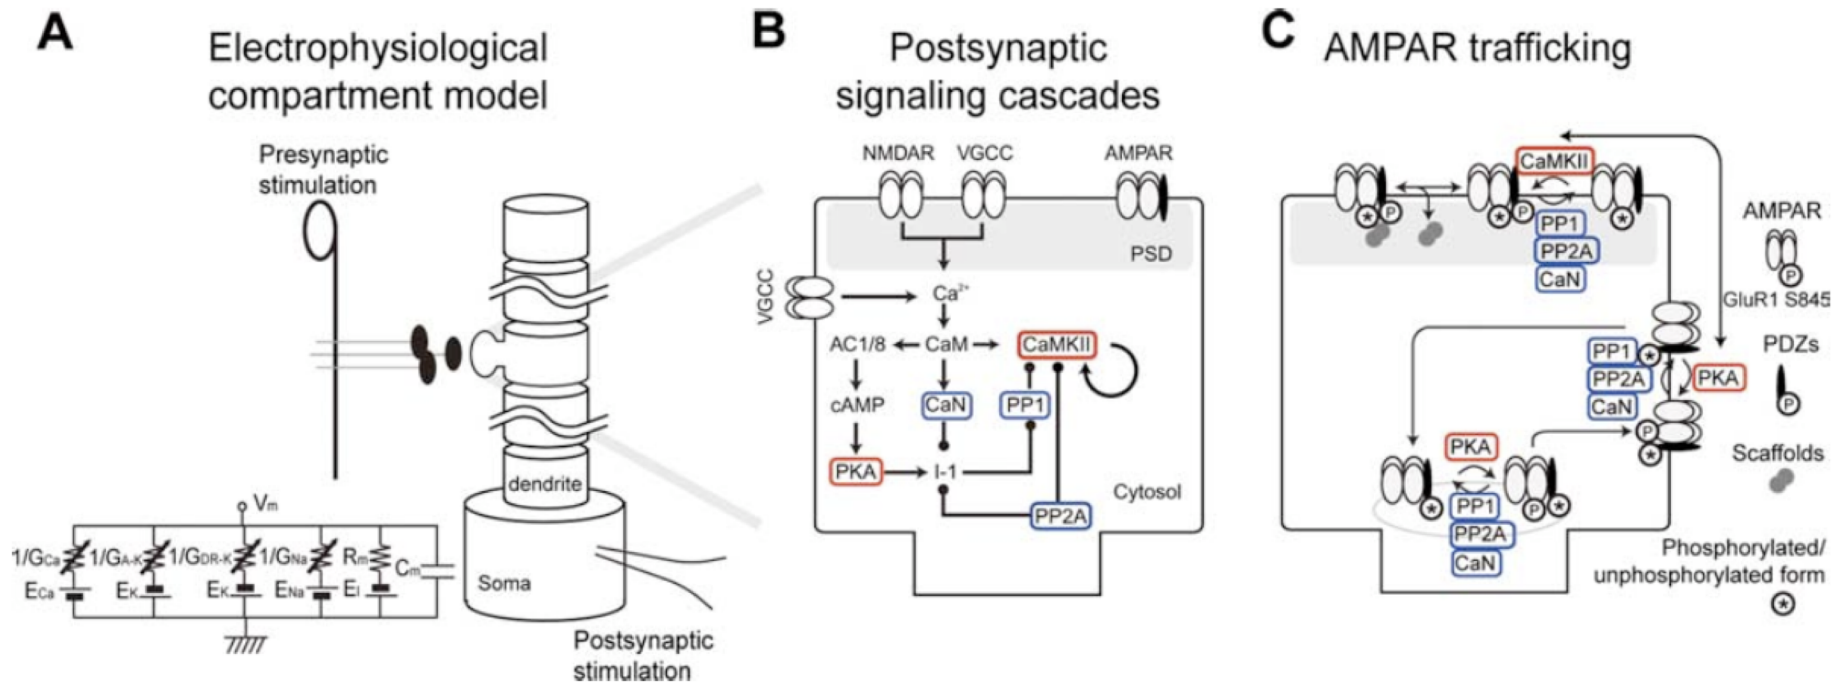 A
Electrophysiological
compartment model
Presynaptic
stimulation
dendrite
Soma
Postsynaptic
stimulation
Vm
1/GCa
1/GA-K
1/GDR-K
1/GNa
Rm
Cm
ECa
EK
EK
ENa
El
B
Postsynaptic
signaling cascades
NMDAR
VGCC
AMPAR
PSD
VGCC
Ca2+
AC1/8
CaM
CaMKII
cAMP
CaN
PP1
PKA
I-1
Cytosol
PP2A
C
AMPAR trafficking
CaMKII
* P
* P
*
PP1
PP2A
CaN
AMPAR
P
GluR1 S845
PP1
*
PP2A
PKA
CaN
PDZs
P
P
*
PKA
*
P *
PP1
PP2A
CaN
Scaffolds
Phosphorylated/
unphosphorylated form
*